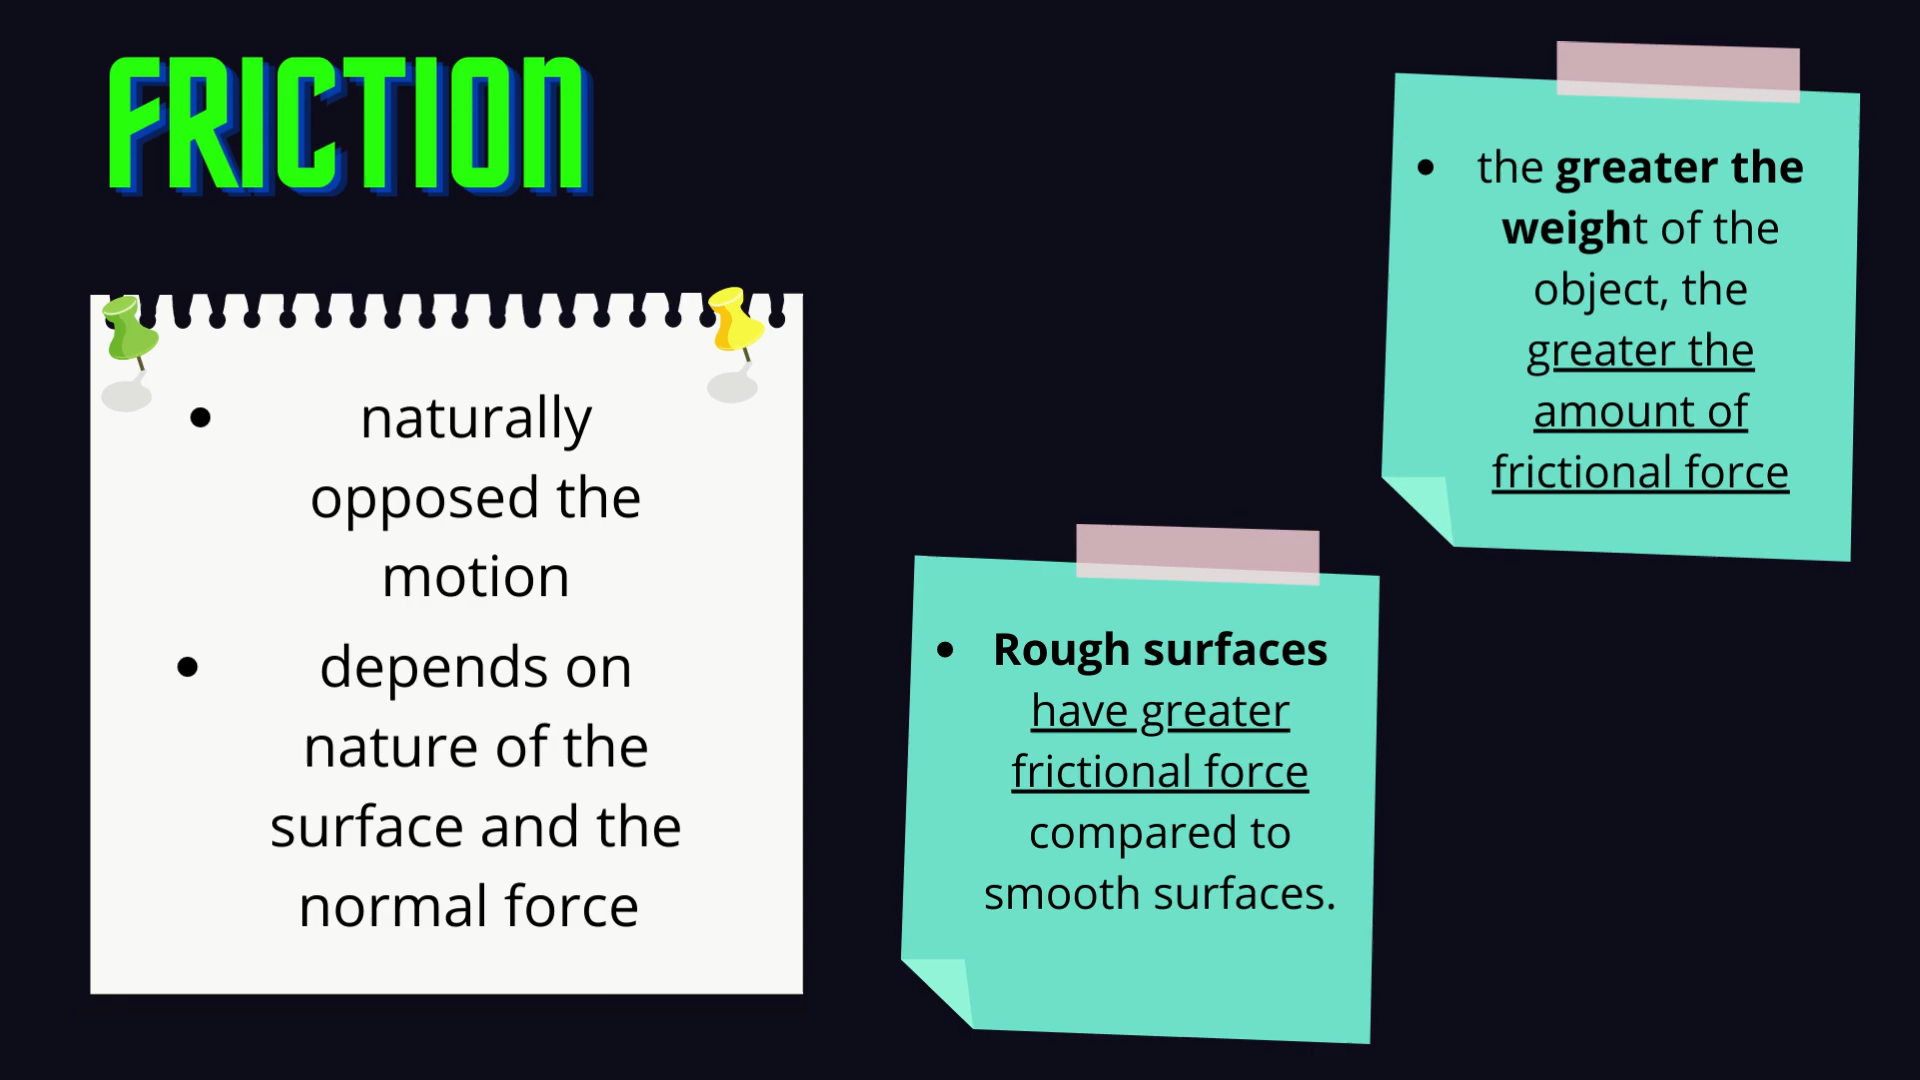 FRICTION
• naturally
opposed the
motion
• depends on
nature of the
surface and the
normal force
• Rough surfaces
have greater
frictional force
compared to
smooth surfaces.
• the greater the
weight of the
object, the
greater the
amount of
frictional force